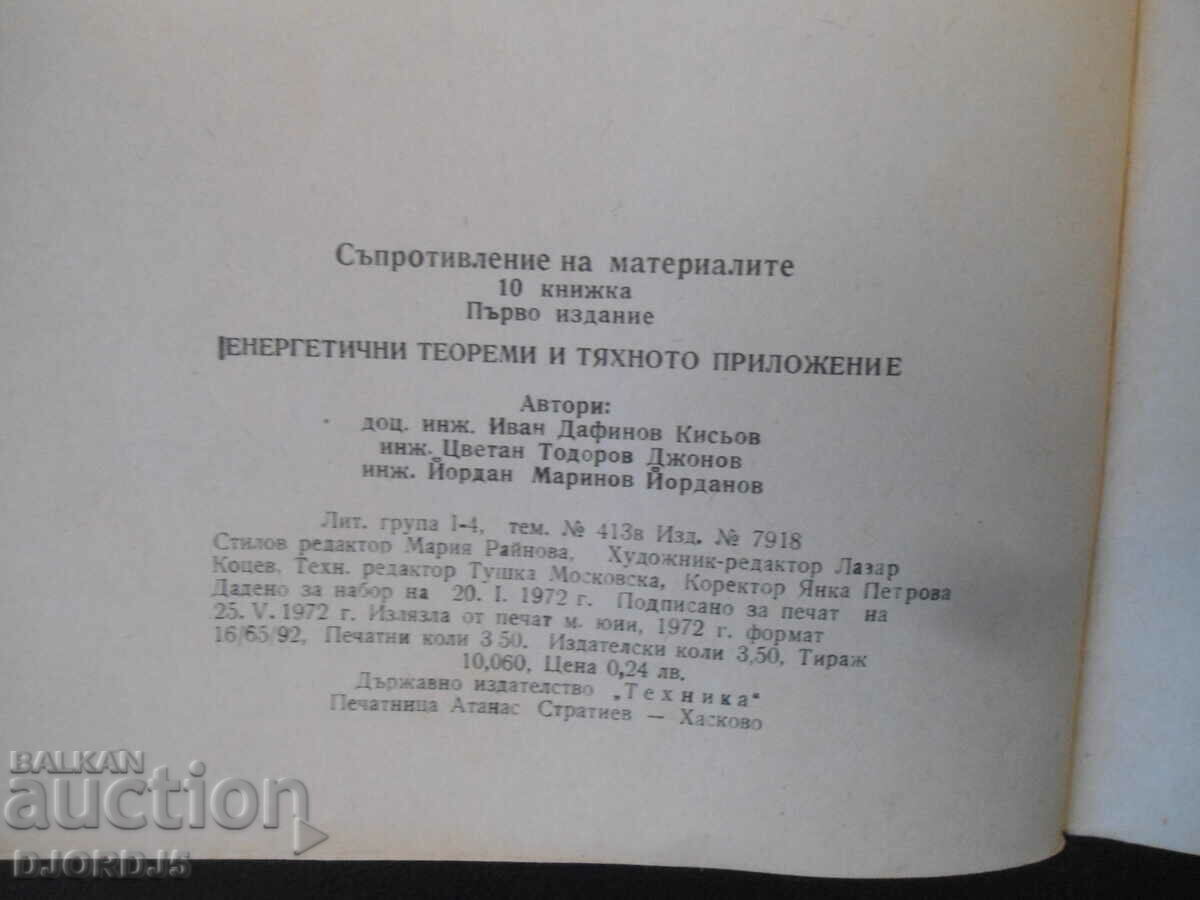 Съпротивление на материалите
10 книжка
Първо издание
ЕНЕРГЕТИЧНИ ТЕОРЕМИ И ТЯХНОТО ПРИЛОЖЕНИЕ
Автори:
доц. инж. Иван Дафинов Кисьов
инж. Цветан Тодоров Джонов
инж. Йордан Маринов Йорданов
Лит. група I-4, тем. № 413в Изд. № 7918
Стилов редактор Мария Райнова, Художник-редактор Лазар
Коцев, Техн. редактор Тушка Московска, Коректор Янка Петрова
Дадено за набор на 20. I. 1972 г. Подписано за печат на
25. V. 1972 г. Излязла от печат м. юни, 1972 г. формат
16/65/92, Печатни коли 3 50. Издателски коли 3,50, Тираж
10,060, Цена 0,24 лв.
Държавно издателство „Техника"
Печатница Атанас Стратиев — Хасково
BALKAN
auction
DJORDJ5